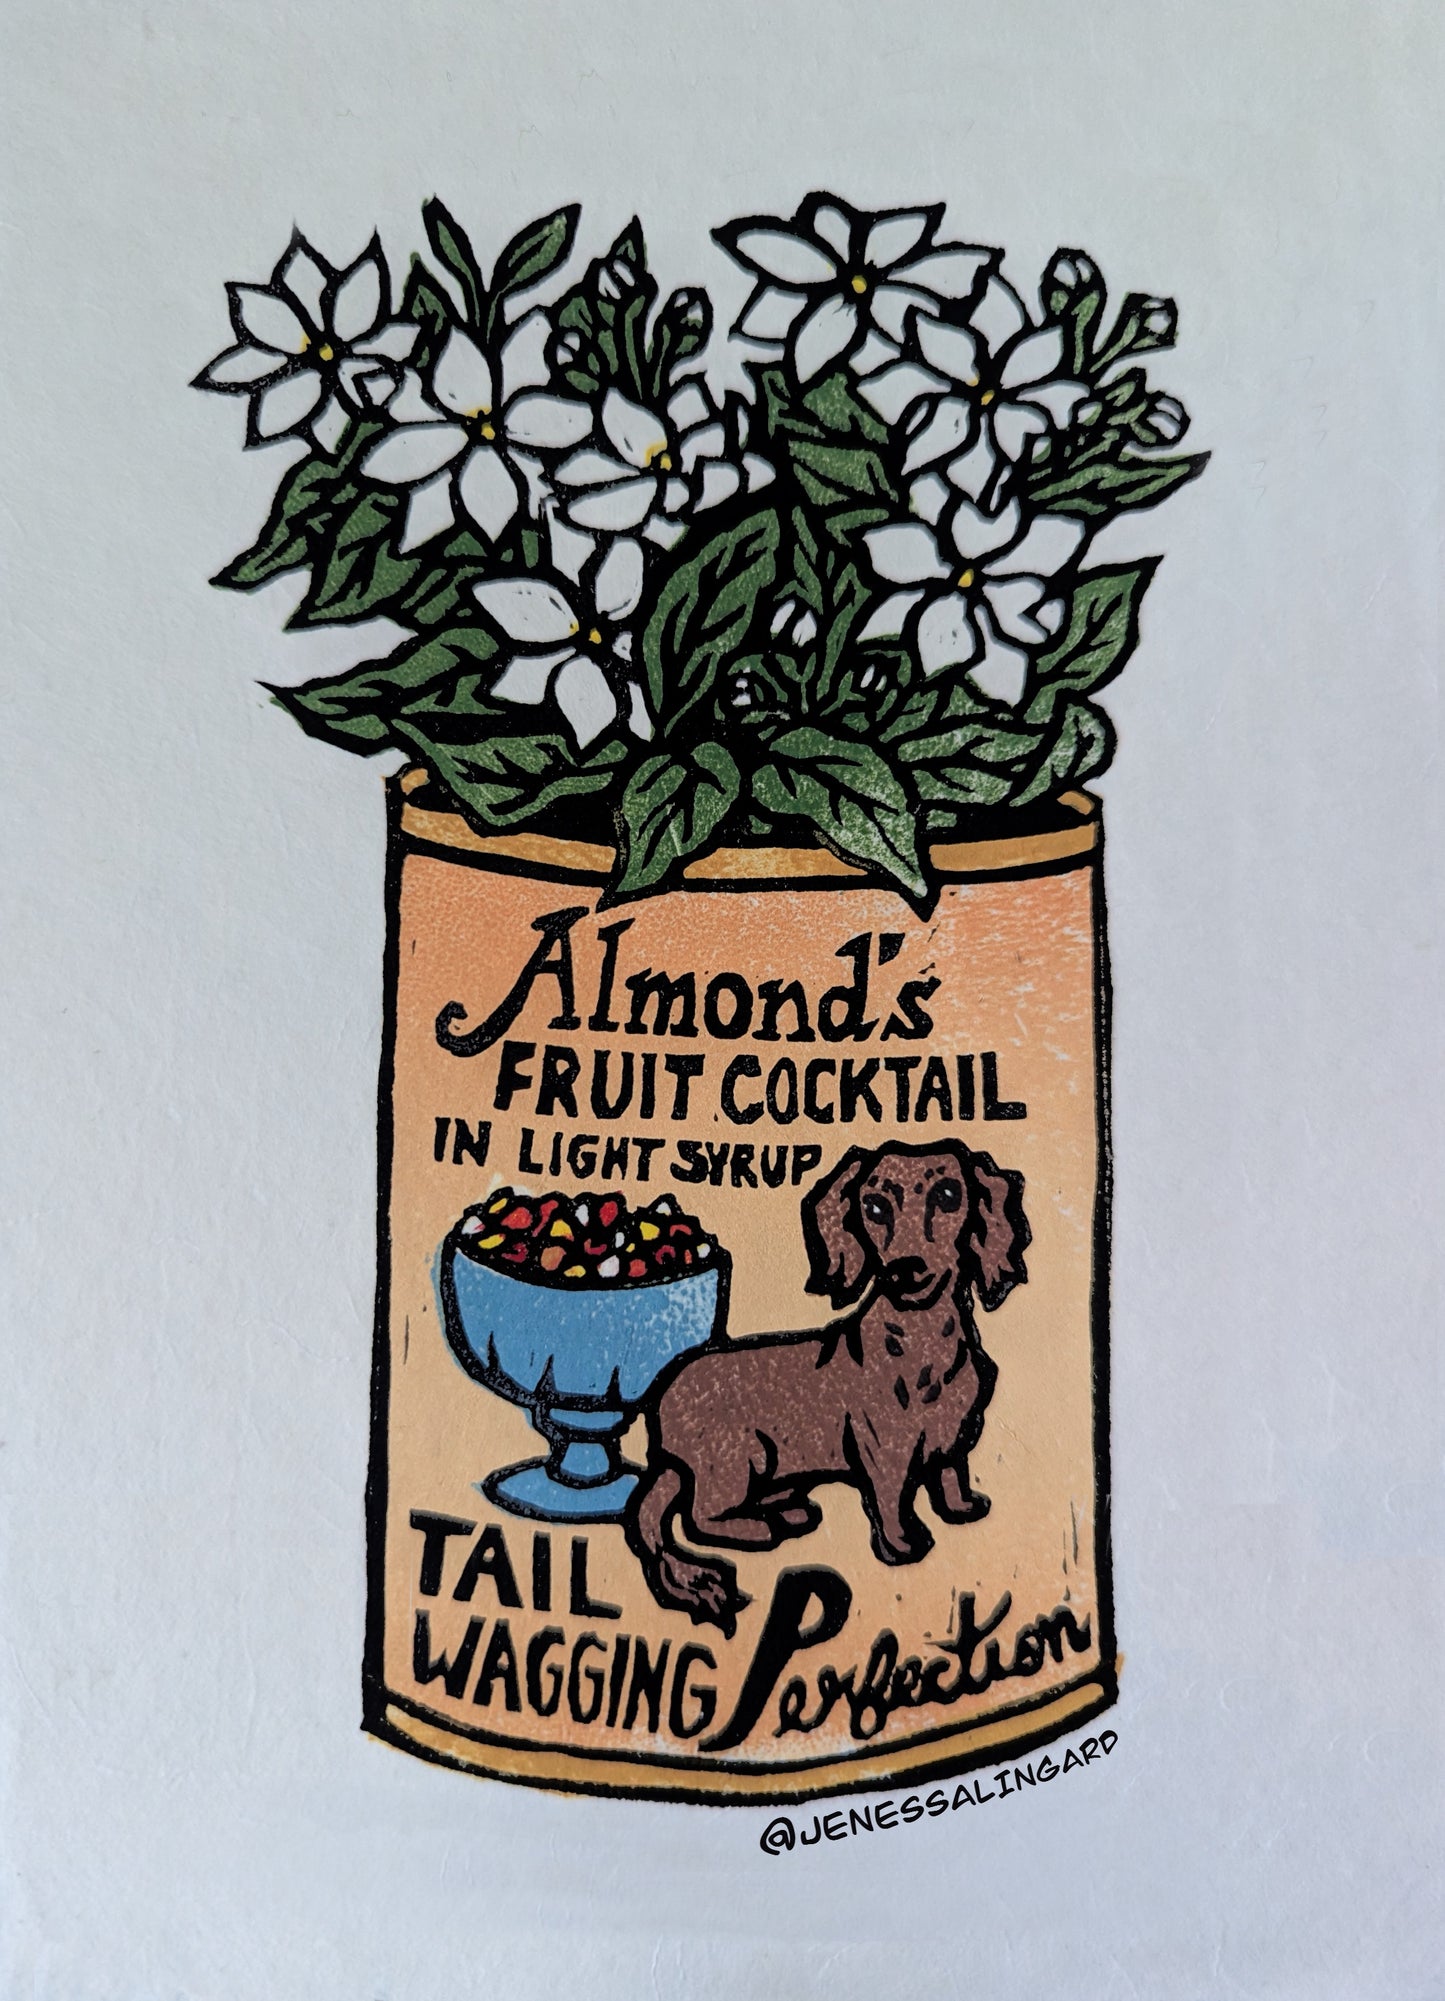 Almond's
FRUIT COCKTAIL
IN LIGHT SYRUP
TAIL
WAGGING Perfection
@JENESSALINGARD